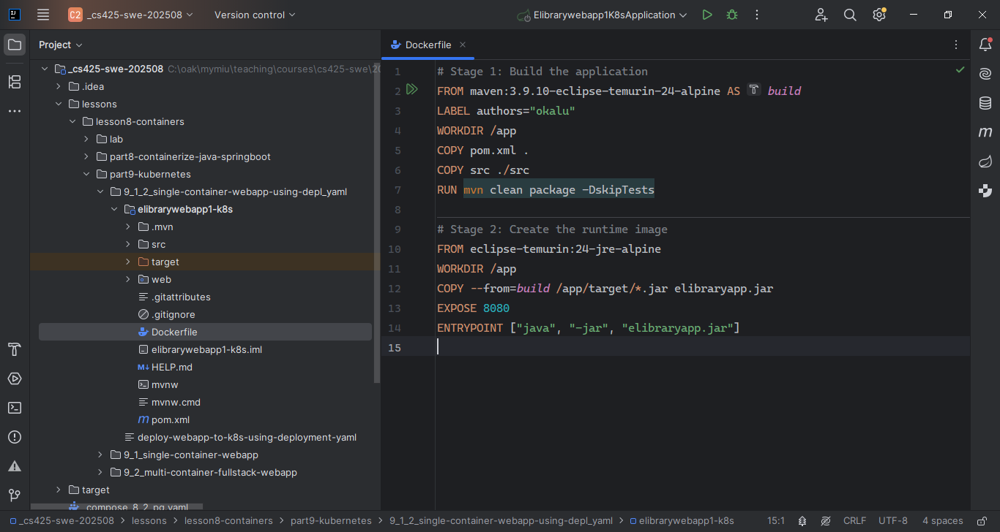 C2 _cs425-swe-202508 Version control Elibrarywebapp1K8sApplication
Project
_cs425-swe-202508 C:\oak\mymiu\teaching\courses\cs425-swe\20
.idea
lessons
lesson8-containers
lab
part8-containerize-java-springboot
part9-kubernetes
9_1_2_single-container-webapp-using-depl_yaml
elibrarywebapp1-k8s
.mvn
src
target
web
.gitattributes
.gitignore
Dockerfile
elibrarywebapp1-k8s.iml
M↓ HELP.md
mvnw
mvnw.cmd
m pom.xml
deploy-webapp-to-k8s-using-deployment-yaml
9_1_single-container-webapp
9_2_multi-container-fullstack-webapp
target
compose_8_2_pg.yaml
Dockerfile
1 # Stage 1: Build the application
2 FROM maven:3.9.10-eclipse-temurin-24-alpine AS build
3 LABEL authors="okalu"
4 WORKDIR /app
5 COPY pom.xml .
6 COPY src ./src
7 RUN mvn clean package -DskipTests
8
9 # Stage 2: Create the runtime image
10 FROM eclipse-temurin:24-jre-alpine
11 WORKDIR /app
12 COPY --from=build /app/target/*.jar elibraryapp.jar
13 EXPOSE 8080
14 ENTRYPOINT ["java", "-jar", "elibraryapp.jar"]
15
m
_cs425-swe-202508 > lessons > lesson8-containers > part9-kubernetes > 9_1_2_single-container-webapp-using-depl_yaml > elibrarywebapp1-k8s 15:1 CRLF UTF-8 4 spaces